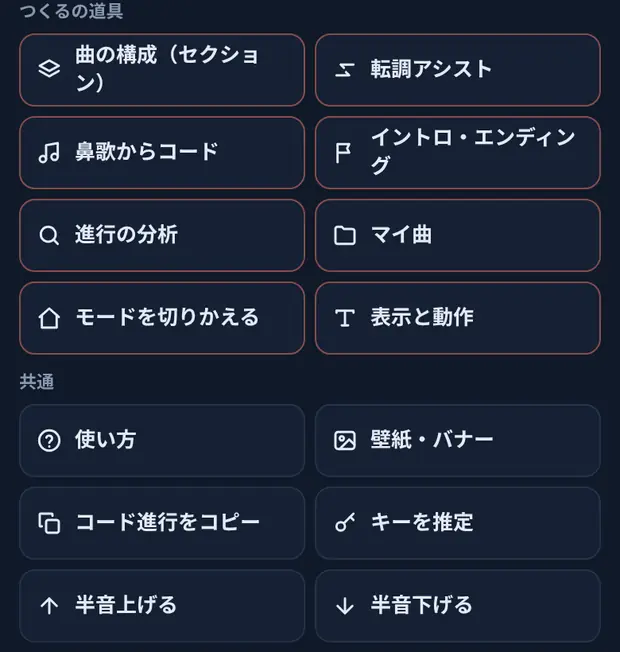 つくるの道具
曲の構成（セクショ
ン）
転調アシスト
鼻歌からコード
イントロ・エンディン
グ
進行の分析
マイ曲
モードを切りかえる
表示と動作
共通
使い方
壁紙・バナー
コード進行をコピー
キーを推定
半音上げる
半音下げる